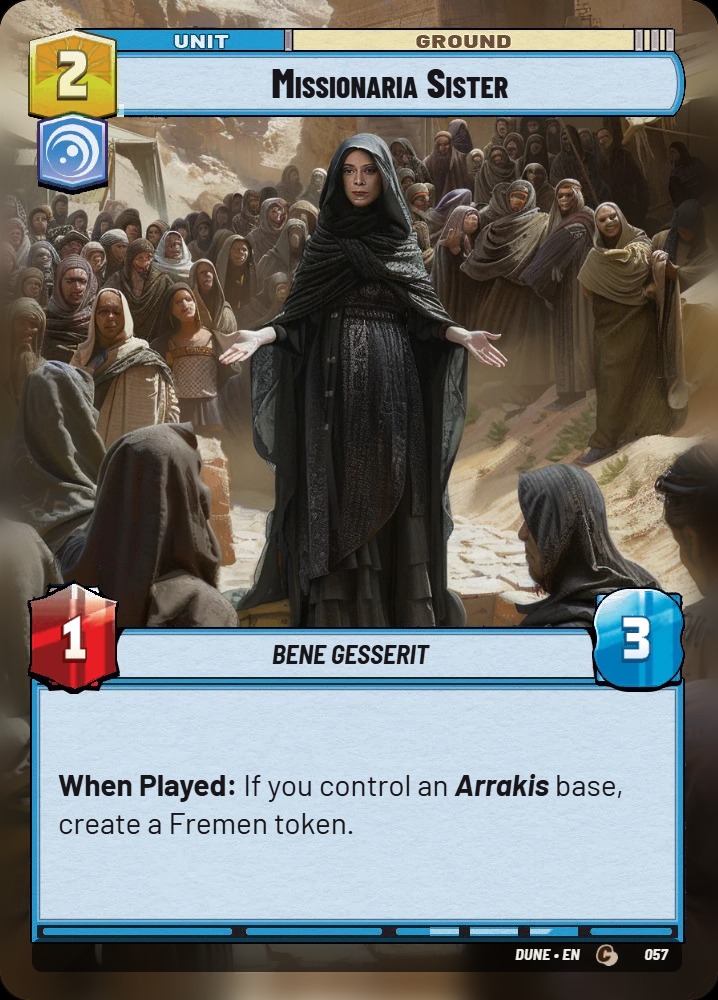 UNIT
GROUND
2
Missionaria Sister
1
BENE GESSERIT
3
When Played: If you control an Arrakis base,
create a Fremen token.
DUNE • EN C 057